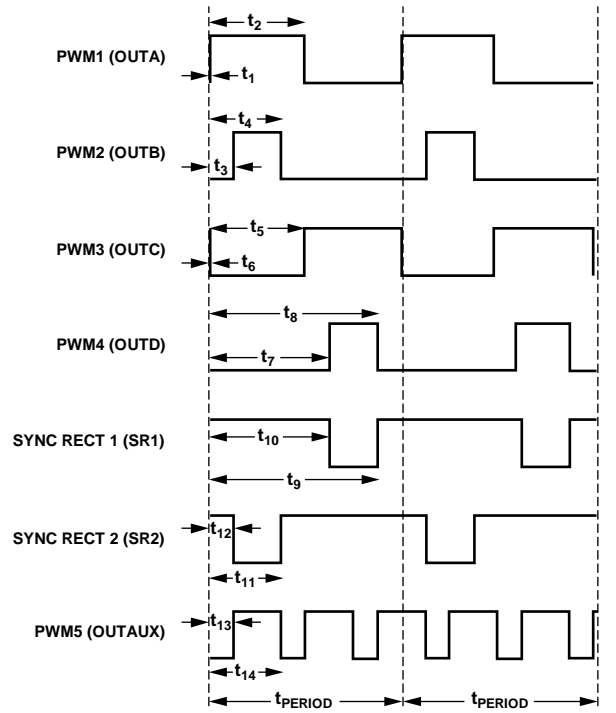 t2
PWM1 (OUTA)
t1
t4
PWM2 (OUTB)
t3
t5
PWM3 (OUTC)
t6
t8
PWM4 (OUTD)
t7
SYNC RECT 1 (SR1)
t10
t9
SYNC RECT 2 (SR2)
t12
t11
t13
PWM5 (OUTAUX)
t14
tPERIOD tPERIOD